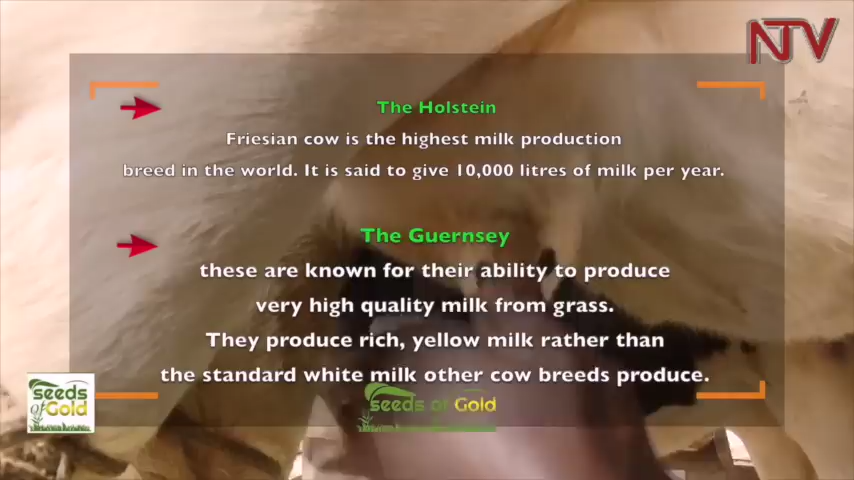 NTV
The Holstein
Friesian cow is the highest milk production
breed in the world. It is said to give 10,000 litres of milk per year.
The Guernsey
these are known for their ability to produce
very high quality milk from grass.
They produce rich, yellow milk rather than
the standard white milk other cow breeds produce.
seeds
of Gold
seeds of Gold